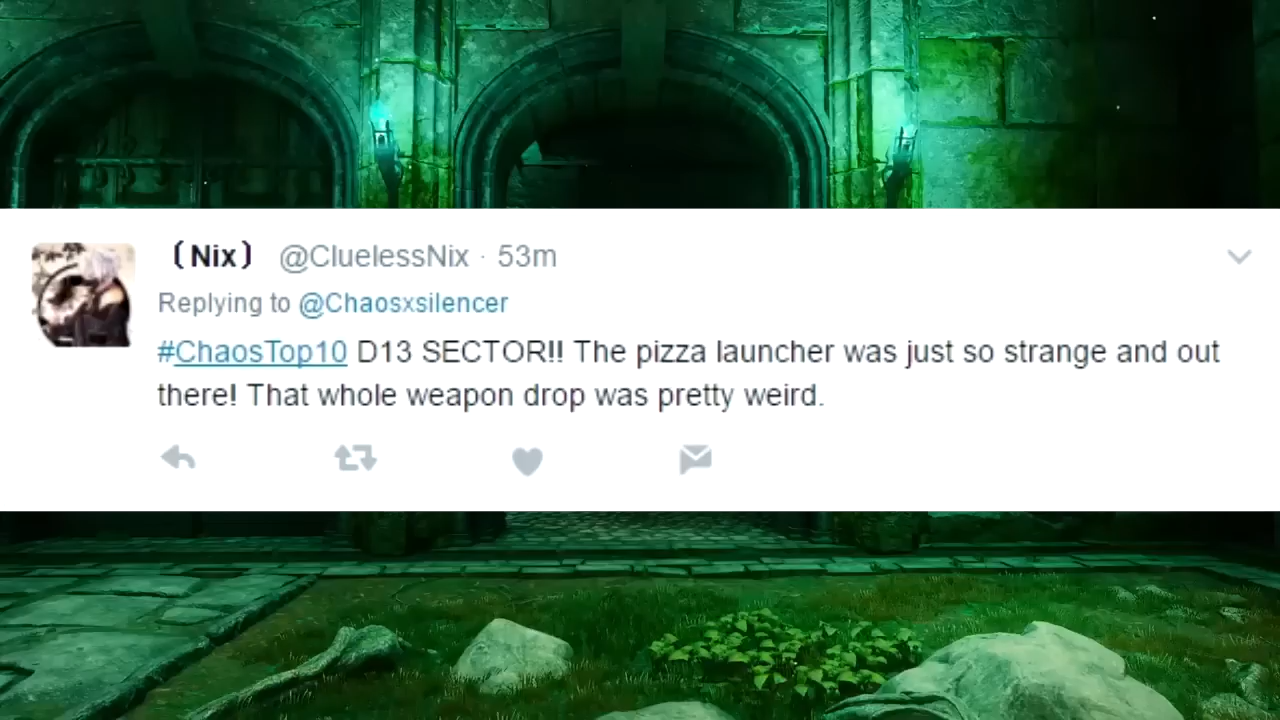 〔Nix〕 @CluelessNix · 53m
Replying to @Chaosxsilencer
#ChaosTop10 D13 SECTOR!! The pizza launcher was just so strange and out
there! That whole weapon drop was pretty weird.